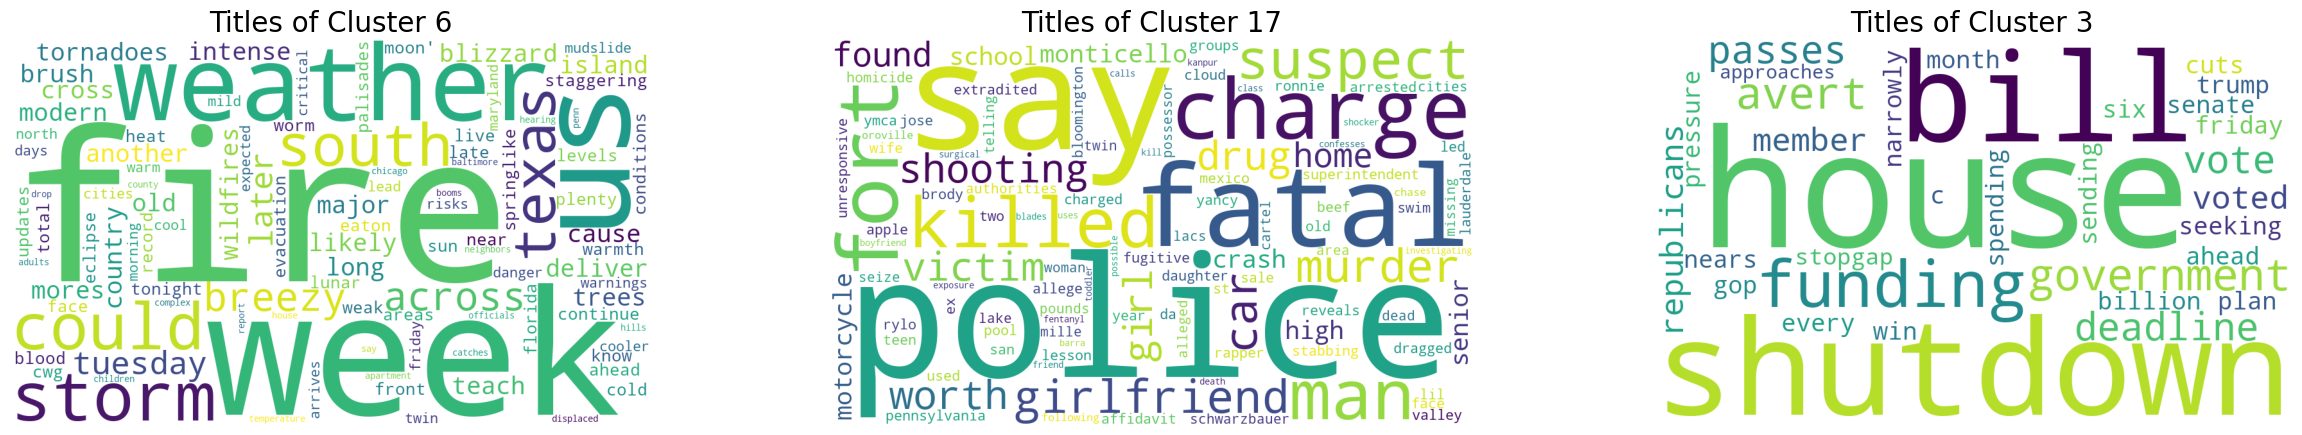 Titles of Cluster 6
tornadoes intense moon' blizzard mudslide
brush weather critical palisades island
cross staggering
modern mild maryland
north heat worm hearing penn
days another fire south live texas us conditions
late baltimore springlike levels
warm expected wildfires later
county chicago
drop cities old lead booms plenty
updates total eclipse country morning record cool evacuation major risks
eaton near cause
adults likely sun neighbors warmth
long danger deliver
mores tonight lunar warnings
face complex breezy weak across trees
could report areas officials florida continue
house friday hills
blood tuesday say catches cooler
cwg children week apartment know
front teach ahead
storm arrives cold
temperature twin displaced
Titles of Cluster 17
found school monticello groups suspect
kanpur
homicide say calls cloud
fort extradited class ronnie arrested cities
charge
unresponsive ymca jose telling bloomington possessor shocker
oroville twin confesses led
wife surgical kill drug home
shooting mexico superintendent
brody authorities chase
killed charged fatal yancy beef swim missing lauderdale
apple two blades uses cartel old
boyfriend lacs area
seize victim possible fugitive crash investigating
woman toddler daughter sale murder
motorcycle police ex exposure allege girl car
pounds st
lake fentanyl year da reveals dead senior
rylo pool mille alleged high
teen san barra rapper stabbing
lesson dragged
used friend
worth girlfriend death man lil
face
pennsylvania following affidavit schwarzbauer valley
Titles of Cluster 3
passes bill month cuts
approaches narrowly trump
avert six senate
pressure friday
republicans member house spending sending vote
c voted
seeking
nears stopgap ahead
gop funding government
billion plan
every win deadline
shutdown